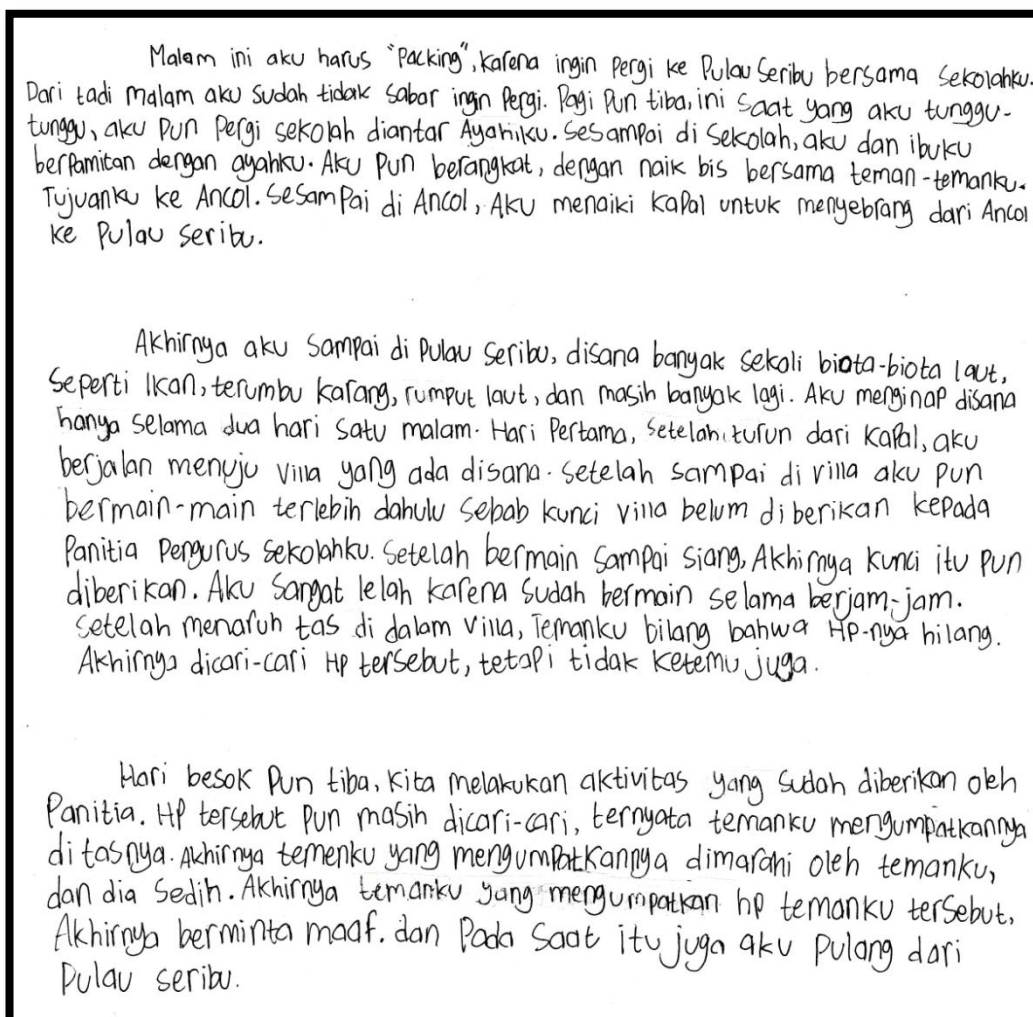 Malam ini aku harus "Packing", karena ingin Pergi ke Pulau Seribu bersama Sekolahku.
Dari tadi malam aku sudah tidak sabar ingin Pergi. Pagi Pun tiba, ini saat yang aku tunggu-
tunggu, aku Pun Pergi sekolah diantar Ayahku. Sesampai di Sekolah, aku dan ibuku
berpamitan dengan ayahku. Aku Pun berangkat, dengan naik bis bersama teman-temanku.
Tujuanku ke Ancol. Sesampai di Ancol, Aku menaiki kapal untuk menyebrang dari Ancol
ke Pulau seribu.
Akhirnya aku sampai di Pulau seribu, disana banyak sekali biota-biota laut,
Seperti Ikan, terumbu karang, rumput laut, dan masih banyak lagi. Aku menginap disana
hanya selama dua hari satu malam. Hari Pertama, setelah turun dari kapal, aku
berjalan menuju villa yang ada disana. setelah sampai di villa aku pun
bermain-main terlebih dahulu sebab kunci villa belum diberikan kepada
Panitia Pengurus sekolahku. Setelah bermain sampai siang, Akhirnya kunci itu Pun
diberikan. Aku Sangat lelah karena sudah bermain selama berjam-jam.
setelah menaruh tas di dalam villa, Temanku bilang bahwa HP-nya hilang.
Akhirnya dicari-cari HP tersebut, tetapi tidak ketemu juga.
Hari besok Pun tiba, kita melakukan aktivitas yang sudah diberikan oleh
Panitia. HP tersebut Pun masih dicari-cari, ternyata temanku mengumpatkannya
di tasnya. Akhirnya temenku yang mengumpatkannya dimarahi oleh temanku,
dan dia sedih. Akhirnya temanku yang mengumpatkan hp temanku tersebut,
Akhirnya berminta maaf. dan Pada saat itu juga aku pulang dari
Pulau seribu.